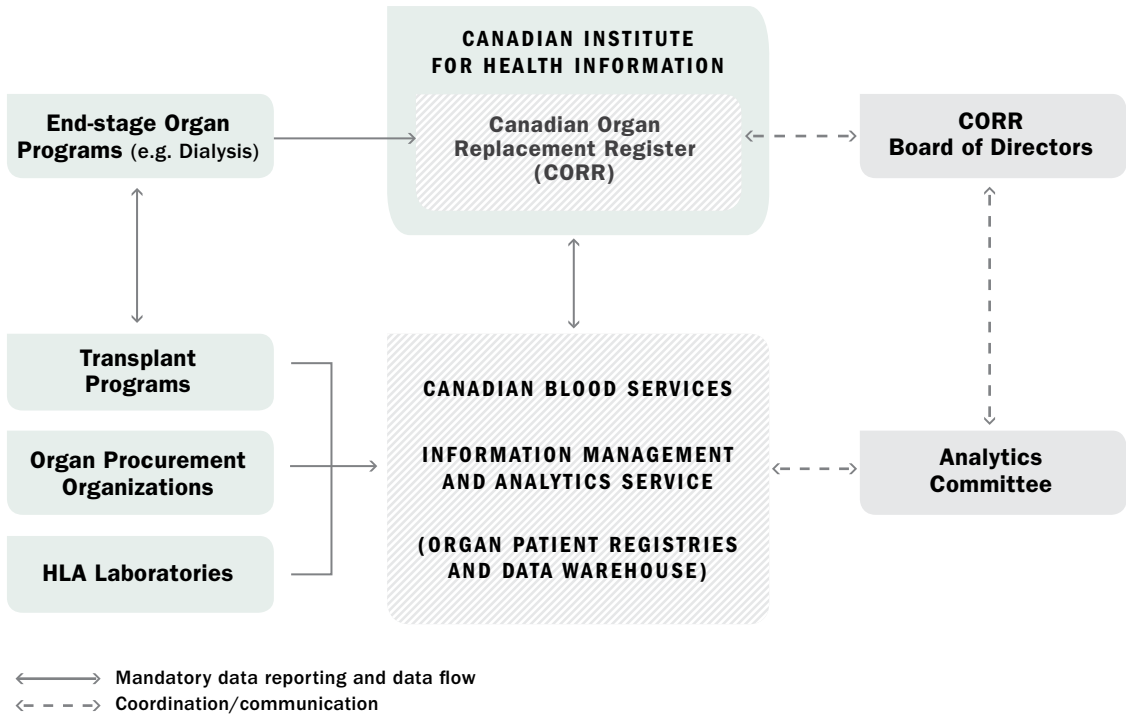 CANADIAN INSTITUTE
FOR HEALTH INFORMATION
End-stage Organ
Programs (e.g. Dialysis)
Canadian Organ
Replacement Register
(CORR)
CORR
Board of Directors
Transplant
Programs
Organ Procurement
Organizations
HLA Laboratories
CANADIAN BLOOD SERVICES
INFORMATION MANAGEMENT
AND ANALYTICS SERVICE
(ORGAN PATIENT REGISTRIES
AND DATA WAREHOUSE)
Analytics
Committee
Mandatory data reporting and data flow
Coordination/communication